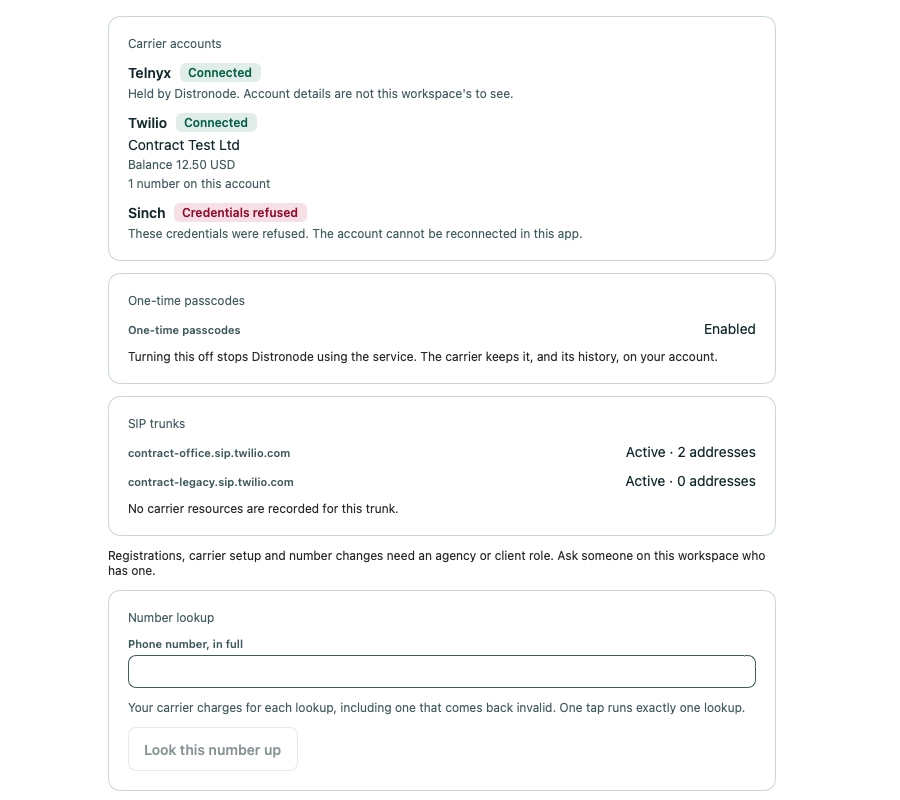 Carrier accounts
Telnyx Connected
Held by Distronode. Account details are not this workspace's to see.
Twilio Connected
Contract Test Ltd
Balance 12.50 USD
1 number on this account
Sinch Credentials refused
These credentials were refused. The account cannot be reconnected in this app.
One-time passcodes
One-time passcodes Enabled
Turning this off stops Distronode using the service. The carrier keeps it, and its history, on your account.
SIP trunks
contract-office.sip.twilio.com Active · 2 addresses
contract-legacy.sip.twilio.com Active · 0 addresses
No carrier resources are recorded for this trunk.
Registrations, carrier setup and number changes need an agency or client role. Ask someone on this workspace who
has one.
Number lookup
Phone number, in full
Your carrier charges for each lookup, including one that comes back invalid. One tap runs exactly one lookup.
Look this number up